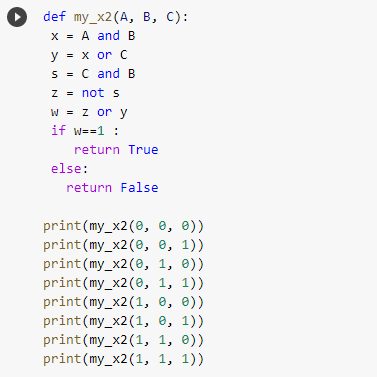 def my_x2(A, B, C):
 x = A and B
 y = x or C
 s = C and B
 z = not s
 w = z or y
 if w==1 :
    return True
 else:
   return False

print(my_x2(0, 0, 0))
print(my_x2(0, 0, 1))
print(my_x2(0, 1, 0))
print(my_x2(0, 1, 1))
print(my_x2(1, 0, 0))
print(my_x2(1, 0, 1))
print(my_x2(1, 1, 0))
print(my_x2(1, 1, 1))